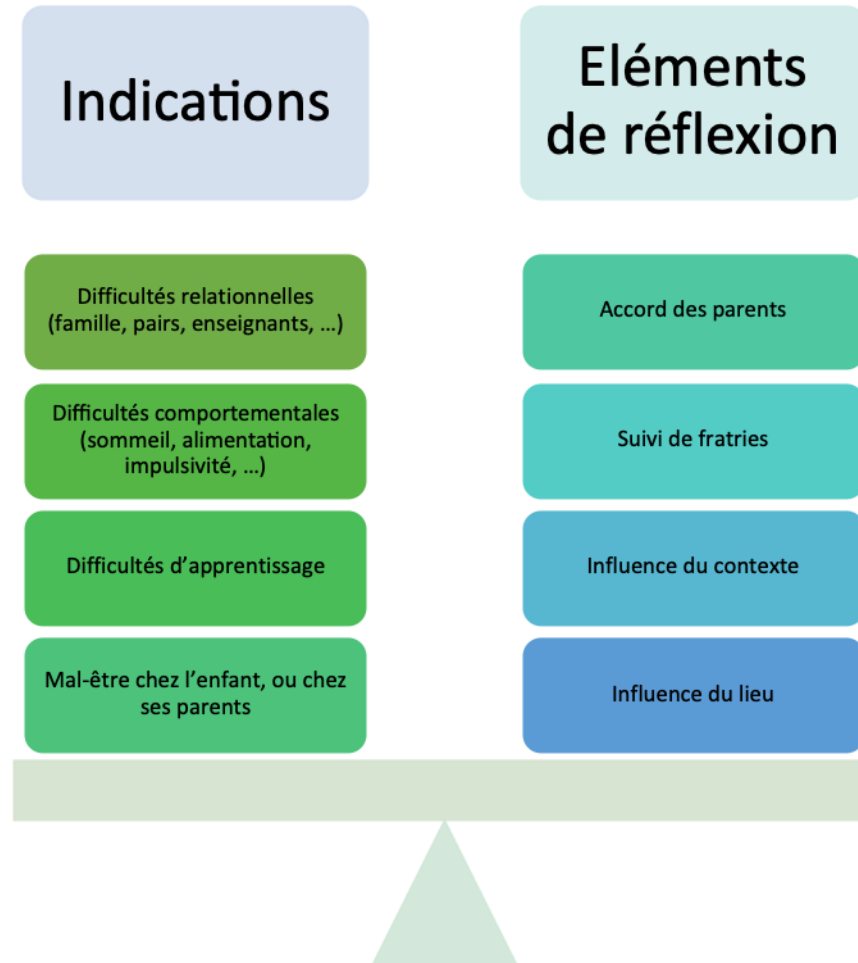 Indications
Eléments
de réflexion
Difficultés relationnelles
(famille, pairs, enseignants, ...)
Accord des parents
Difficultés comportementales
(sommeil, alimentation,
impulsivité, ...)
Suivi de fratries
Difficultés d’apprentissage
Influence du contexte
Mal-être chez l’enfant, ou chez
ses parents
Influence du lieu